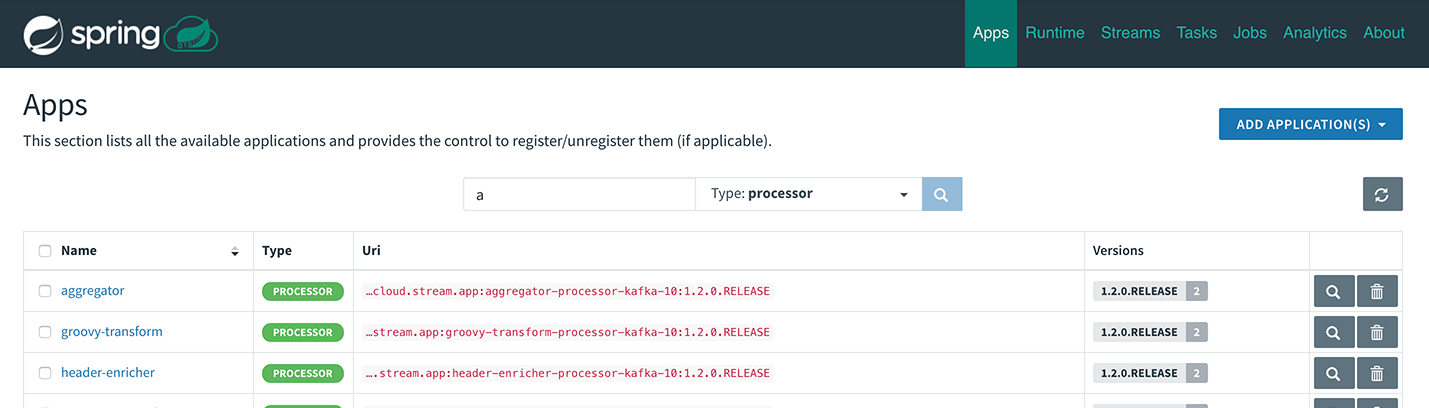 spring
Apps Runtime Streams Tasks Jobs Analytics About
Apps
This section lists all the available applications and provides the control to register/unregister them (if applicable).
ADD APPLICATION(S)
a Type: processor
Name Type Uri Versions
aggregator PROCESSOR …cloud.stream.app:aggregator-processor-kafka-10:1.2.0.RELEASE 1.2.0.RELEASE 2
groovy-transform PROCESSOR …stream.app:groovy-transform-processor-kafka-10:1.2.0.RELEASE 1.2.0.RELEASE 2
header-enricher PROCESSOR ….stream.app:header-enricher-processor-kafka-10:1.2.0.RELEASE 1.2.0.RELEASE 2